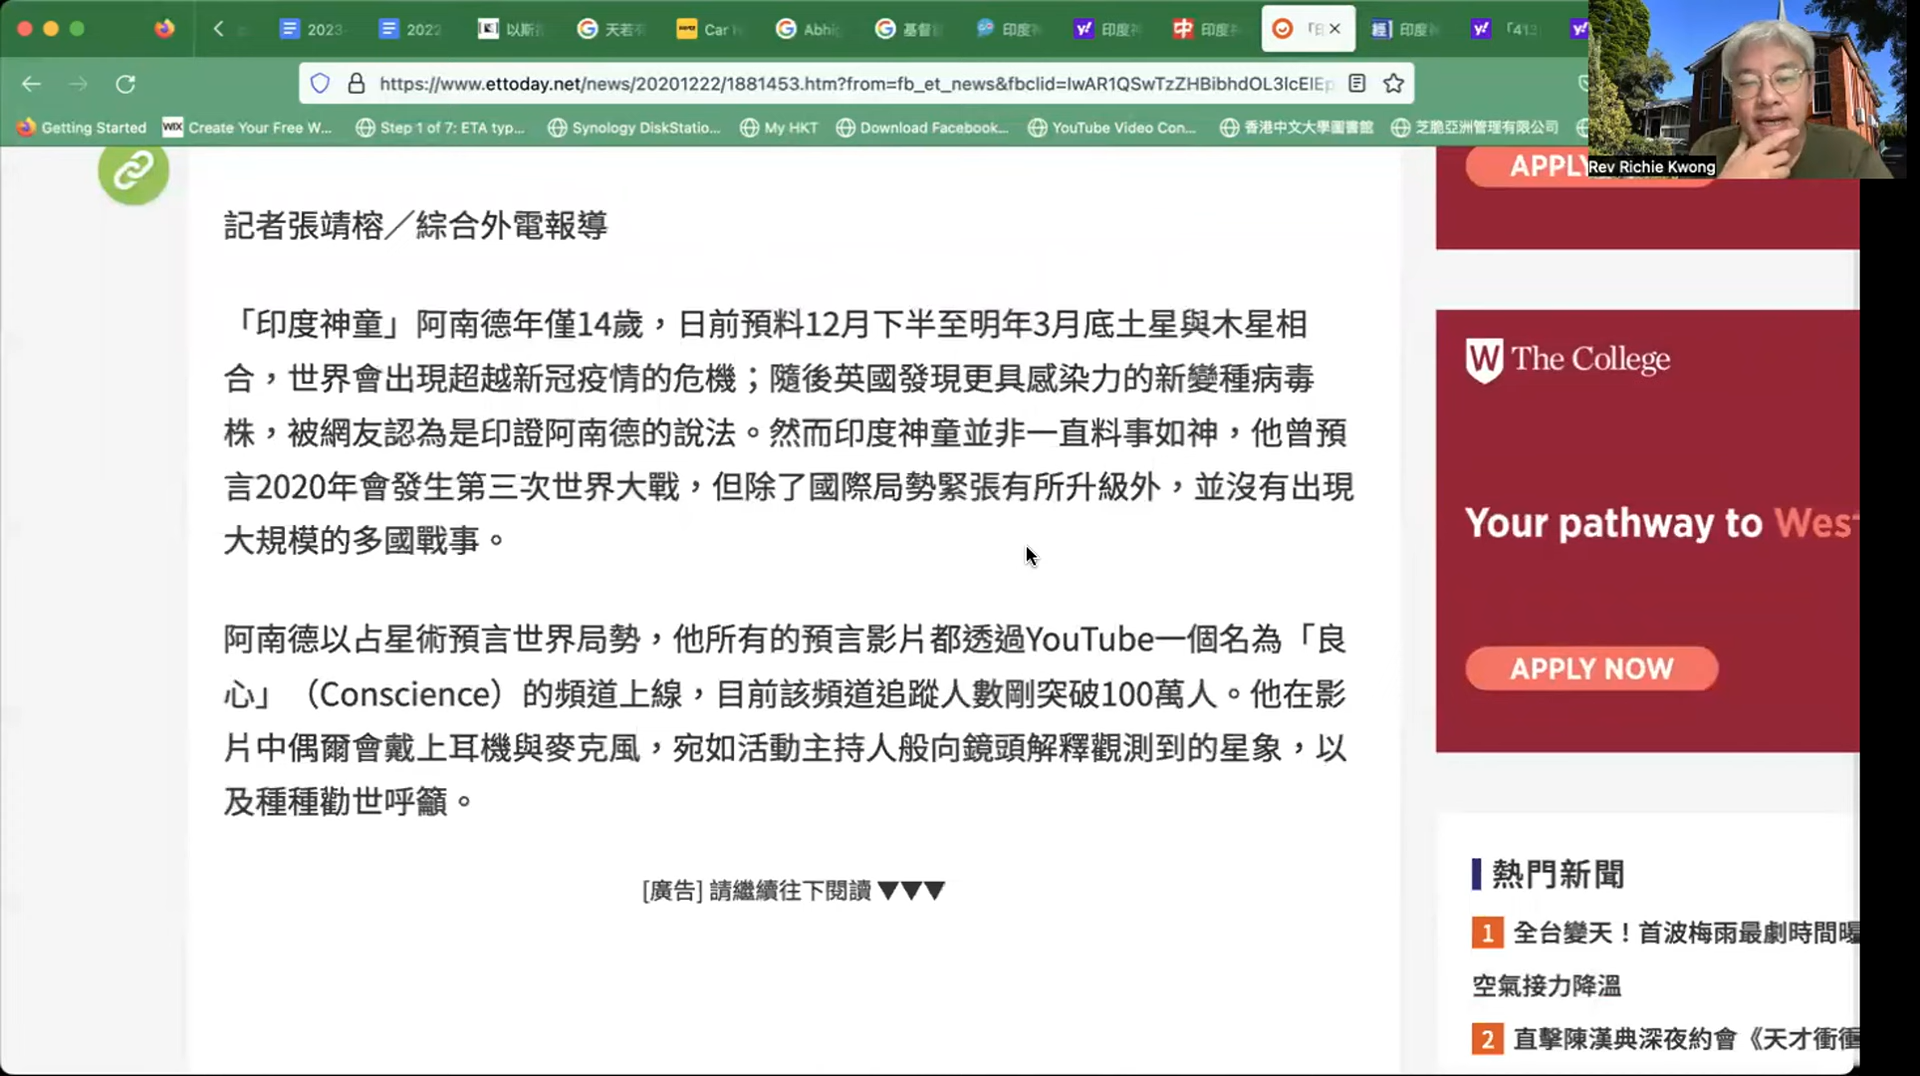 2023
2022
Car
Abhi
印度
https://www.ettoday.net/news/20201222/1881453.htm?from=fb_et_news&fbclid=IwAR1QSwTzZHBibhdOL3IcEIEp
Getting Started
WIX Create Your Free W...
Step 1 of 7: ETA typ...
Synology DiskStatio...
My HKT
Download Facebook...
YouTube Video Con...
香港中文大學圖書館
芝脆亞洲管理有限公司
Rev Richie Kwong
記者張靖榕／綜合外電報導
「印度神童」阿南德年僅14歲，日前預料12月下半至明年3月底土星與木星相
合，世界會出現超越新冠疫情的危機；隨後英國發現更具感染力的新變種病毒
株，被網友認為是印證阿南德的說法。然而印度神童並非一直料事如神，他曾預
言2020年會發生第三次世界大戰，但除了國際局勢緊張有所升級外，並沒有出現
大規模的多國戰事。
阿南德以占星術預言世界局勢，他所有的預言影片都透過YouTube一個名為「良
心」（Conscience）的頻道上線，目前該頻道追蹤人數剛突破100萬人。他在影
片中偶爾會戴上耳機與麥克風，宛如活動主持人般向鏡頭解釋觀測到的星象，以
及種種勸世呼籲。
[廣告] 請繼續往下閱讀 ▼▼▼
APPLY
W The College
Your pathway to Wes
APPLY NOW
熱門新聞
1 全台變天！首波梅雨最劇時間曝
空氣接力降溫
2 直擊陳漢典深夜約會《天才衝衝